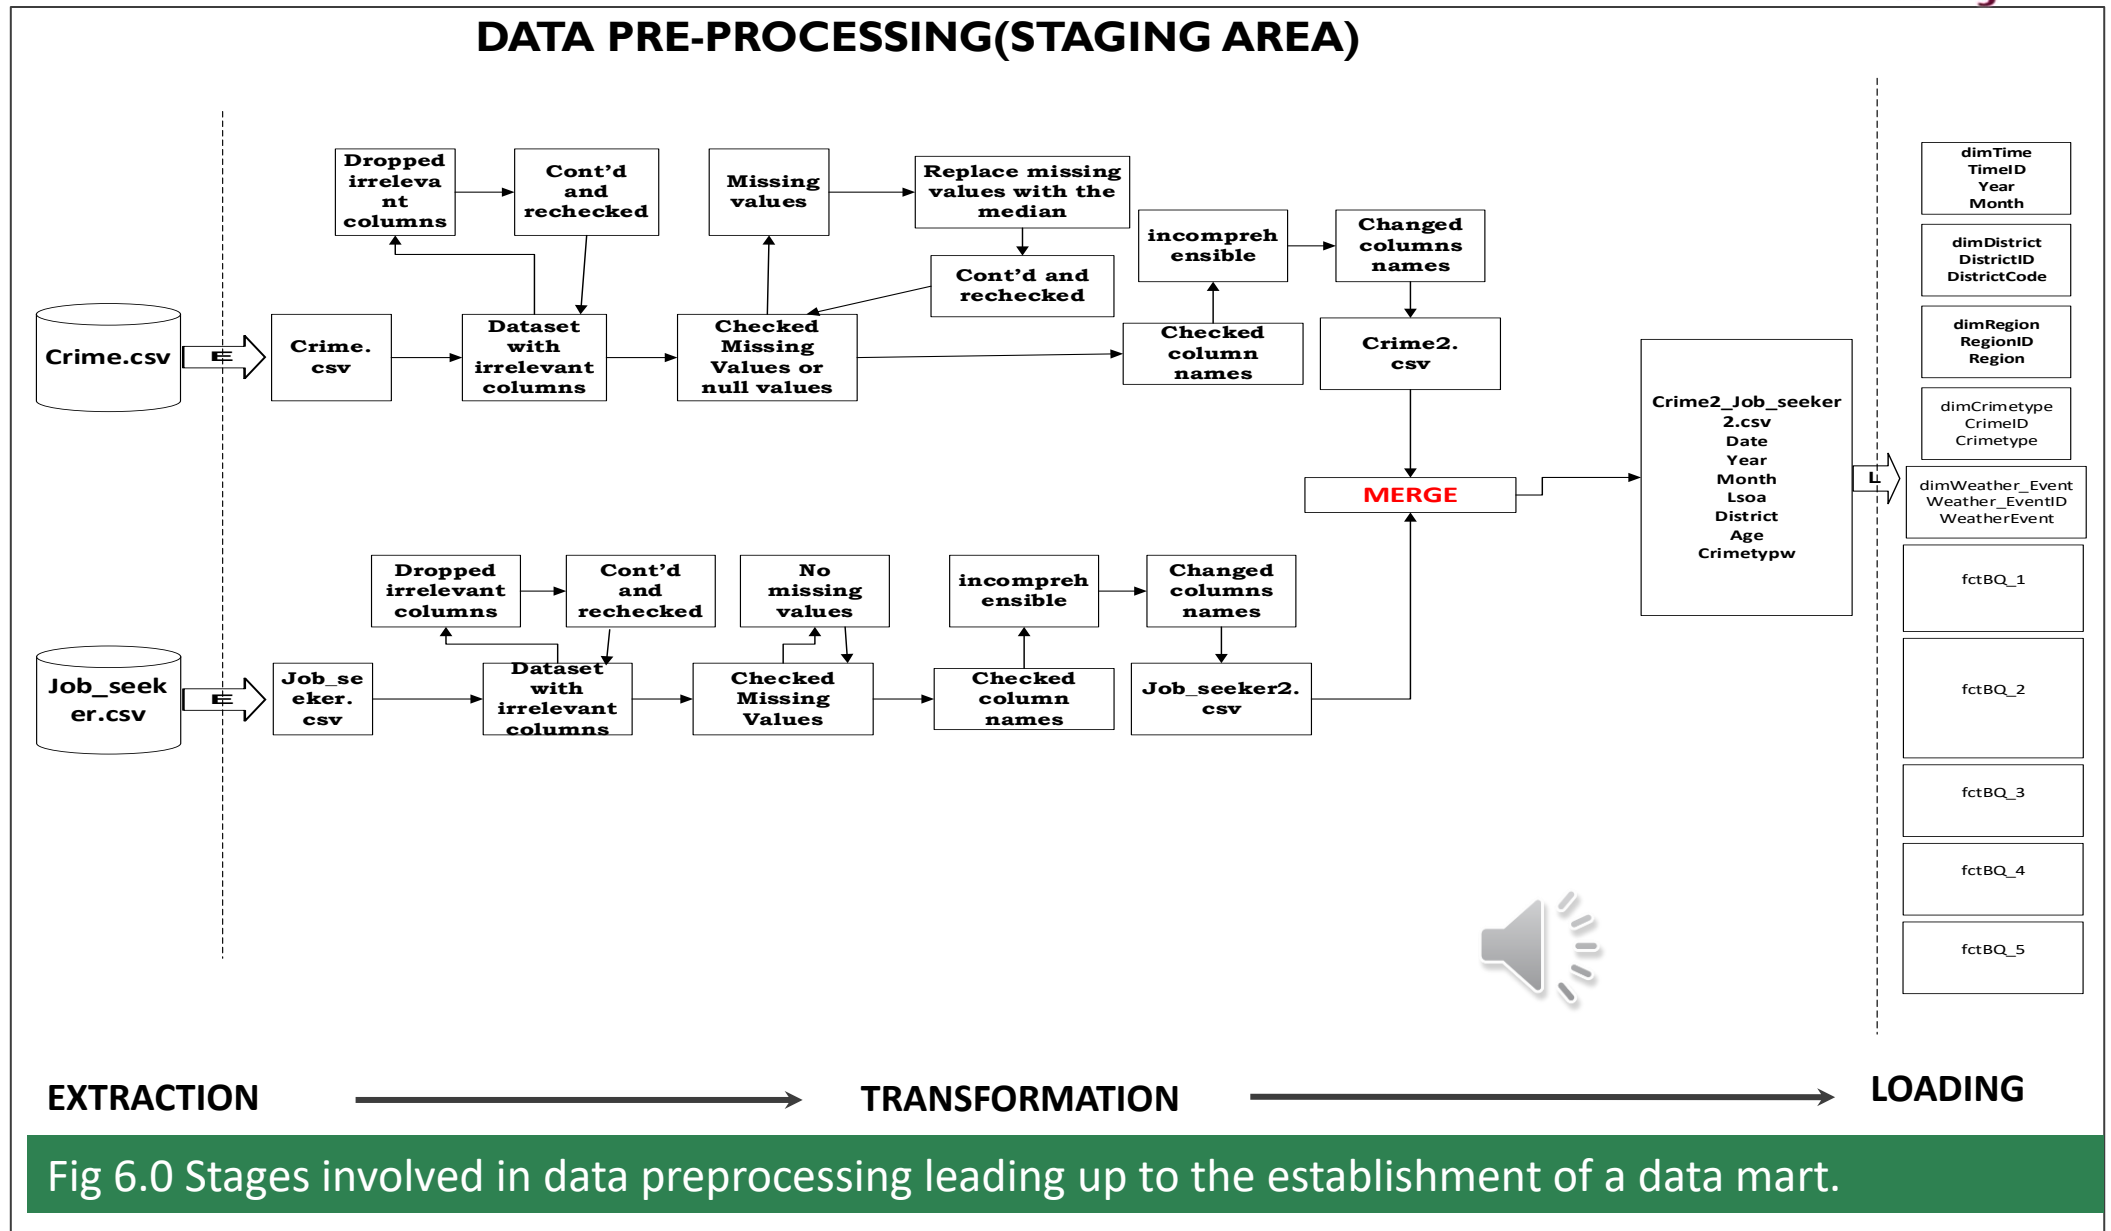 DATA PRE-PROCESSING(STAGING AREA)
Crime.csv
E
Crime.
csv
Dropped
irreleva
nt
columns
Cont'd
and
rechecked
Dataset
with
irrelevant
columns
Missing
values
Replace missing
values with the
median
Cont'd and
rechecked
Checked
Missing
Values or
null values
incompreh
ensible
Changed
columns
names
Checked
column
names
Crime2.
csv
MERGE
Job_seek
er.csv
E
Job_se
eker.
csv
Dropped
irrelevant
columns
Cont'd
and
rechecked
Dataset
with
irrelevant
columns
No
missing
values
Checked
Missing
Values
incompreh
ensible
Changed
columns
names
Checked
column
names
Job_seeker2.
csv
Crime2_Job_seeker
2.csv
Date
Year
Month
Lsoa
District
Age
Crimetypw
L
dimTime
TimeID
Year
Month
dimDistrict
DistrictID
DistrictCode
dimRegion
RegionID
Region
dimCrimetype
CrimeID
Crimetype
dimWeather_Event
Weather_EventID
WeatherEvent
fctBQ_1
fctBQ_2
fctBQ_3
fctBQ_4
fctBQ_5
EXTRACTION
TRANSFORMATION
LOADING
Fig 6.0 Stages involved in data preprocessing leading up to the establishment of a data mart.